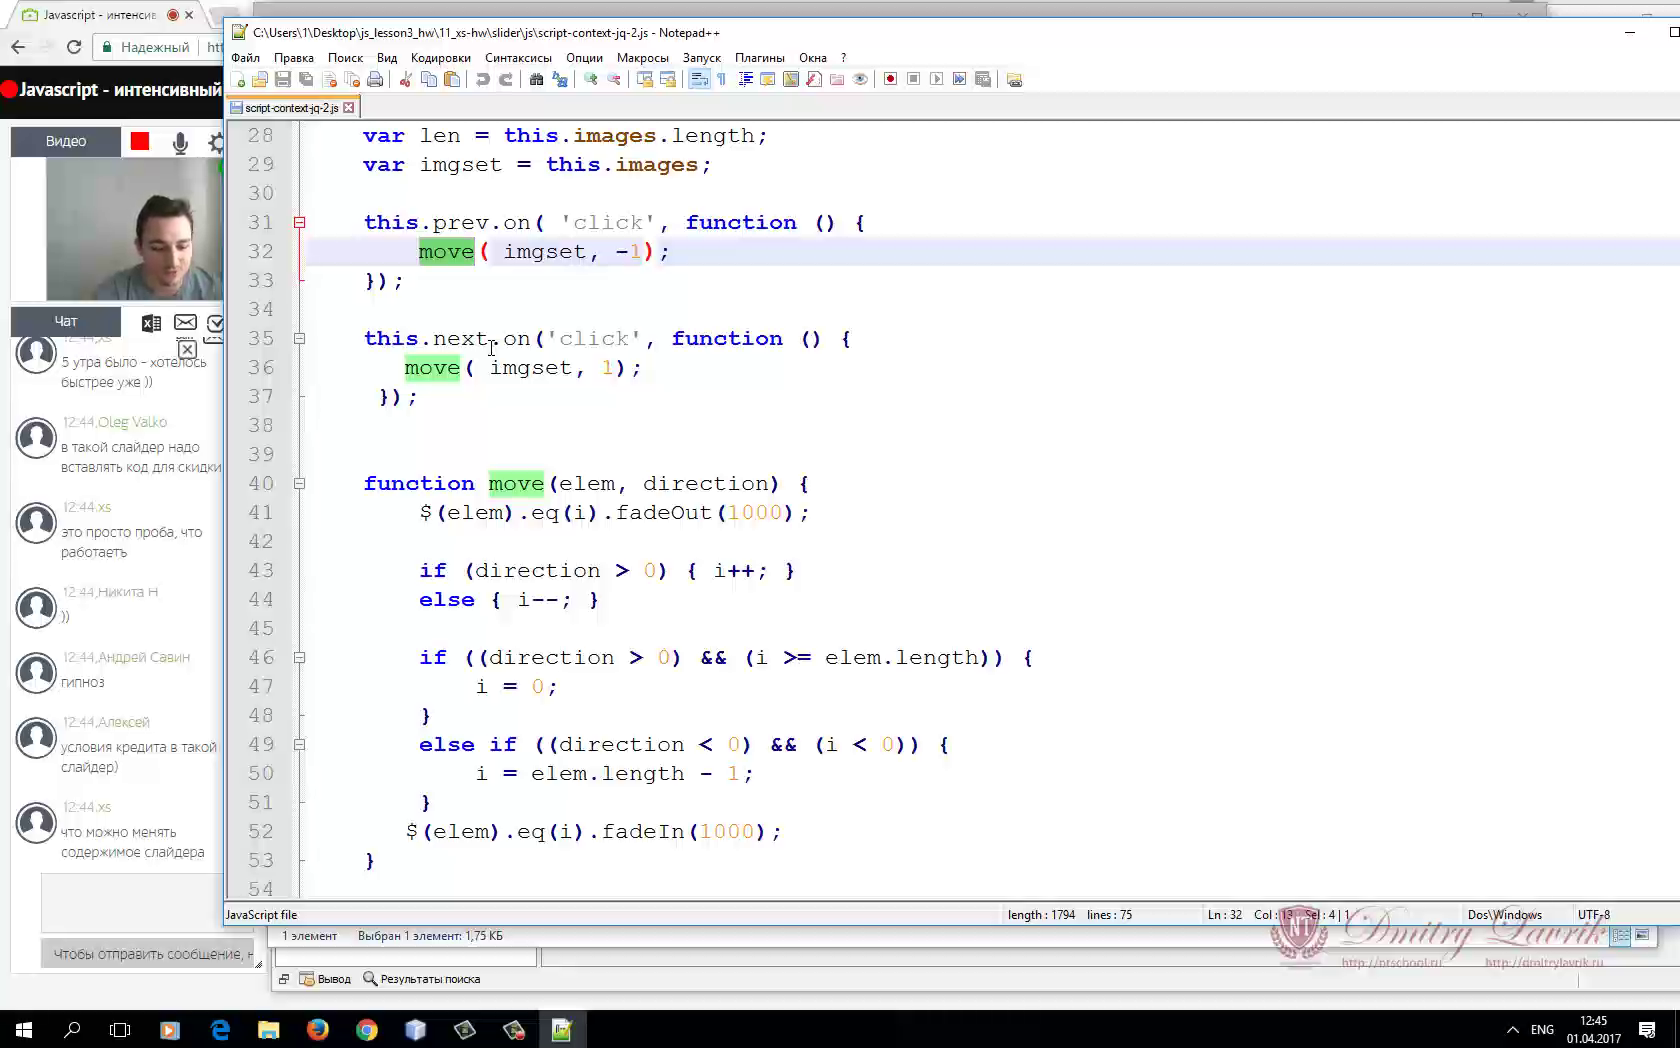 Javascript - интенсив
Надежный
Javascript - интенсивный
Видео
Чат
12:44,xs
5 утра было - хотелось
быстрее уже ))
12:44,Oleg Valko
в такой слайдер надо
вставлять код для скидки
12:44,xs
это просто проба, что
работаетъ
12:44,Никита Н
))
12:44,Андрей Савин
гипноз
12:44,Алексей
условия кредита в такой
слайдер)
12:44,xs
что можно менять
содержимое слайдера
Чтобы отправить сообщение, н
C:\Users\1\Desktop\js_lesson3_hw\11_xs-hw\slider\js\script-context-jq-2.js - Notepad++
Файл Правка Поиск Вид Кодировки Синтаксисы Опции Макросы Запуск Плагины Окна ?
script-context-jq-2.js
28 var len = this.images.length;
29 var imgset = this.images;
30
31 this.prev.on( 'click', function () {
32 move( imgset, -1);
33 });
34
35 this.next.on('click', function () {
36 move( imgset, 1);
37 });
38
39
40 function move(elem, direction) {
41 $(elem).eq(i).fadeOut(1000);
42
43 if (direction > 0) { i++; }
44 else { i--; }
45
46 if ((direction > 0) && (i >= elem.length)) {
47 i = 0;
48 }
49 else if ((direction < 0) && (i < 0)) {
50 i = elem.length - 1;
51 }
52 $(elem).eq(i).fadeIn(1000);
53 }
54
JavaScript file length : 1794 lines : 75 Ln : 32 Col : 13 Sel : 4 | 1 Dos\Windows UTF-8
1 элемент Выбран 1 элемент: 1,75 КБ
Dmitry Lavrik
http://prschool.ru http://dmitrylavrik.ru
Вывод Результаты поиска
ENG
12:45
01.04.2017